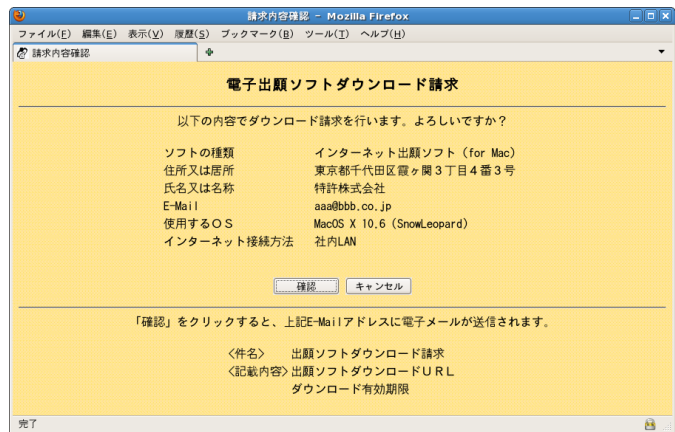 請求内容確認 - Mozilla Firefox
ファイル(F) 編集(E) 表示(V) 履歴(S) ブックマーク(B) ツール(T) ヘルプ(H)
請求内容確認
電子出願ソフトダウンロード請求
以下の内容でダウンロード請求を行います。よろしいですか?
ソフトの種類 インターネット出願ソフト (for Mac)
住所又は居所 東京都千代田区霞ヶ関3丁目4番3号
氏名又は名称 特許株式会社
E-Mail aaa@bbb.co.jp
使用するOS MacOS X 10.6 (SnowLeopard)
インターネット接続方法 社内LAN
確認 キャンセル
「確認」をクリックすると、上記E-Mailアドレスに電子メールが送信されます。
<件名> 出願ソフトダウンロード請求
<記載内容> 出願ソフトダウンロードURL
ダウンロード有効期限
完了